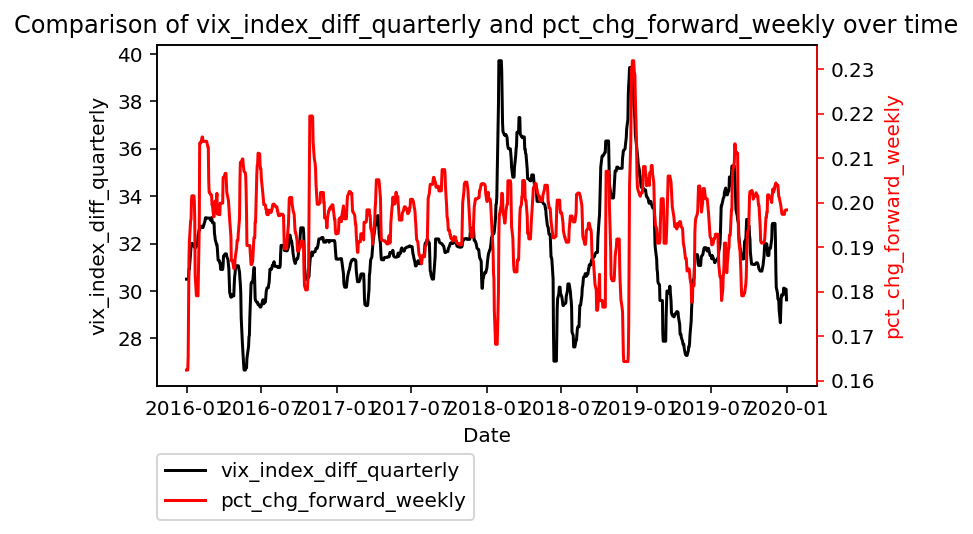 Comparison of vix_index_diff_quarterly and pct_chg_forward_weekly over time
vix_index_diff_quarterly
40
38
36
34
32
30
28
0.23
0.22
0.21
0.20
0.19
0.18
0.17
0.16
pct_chg_forward_weekly
2016-01 2016-07 2017-01 2017-07 2018-01 2018-07 2019-01 2019-07 2020-01
Date
vix_index_diff_quarterly
pct_chg_forward_weekly